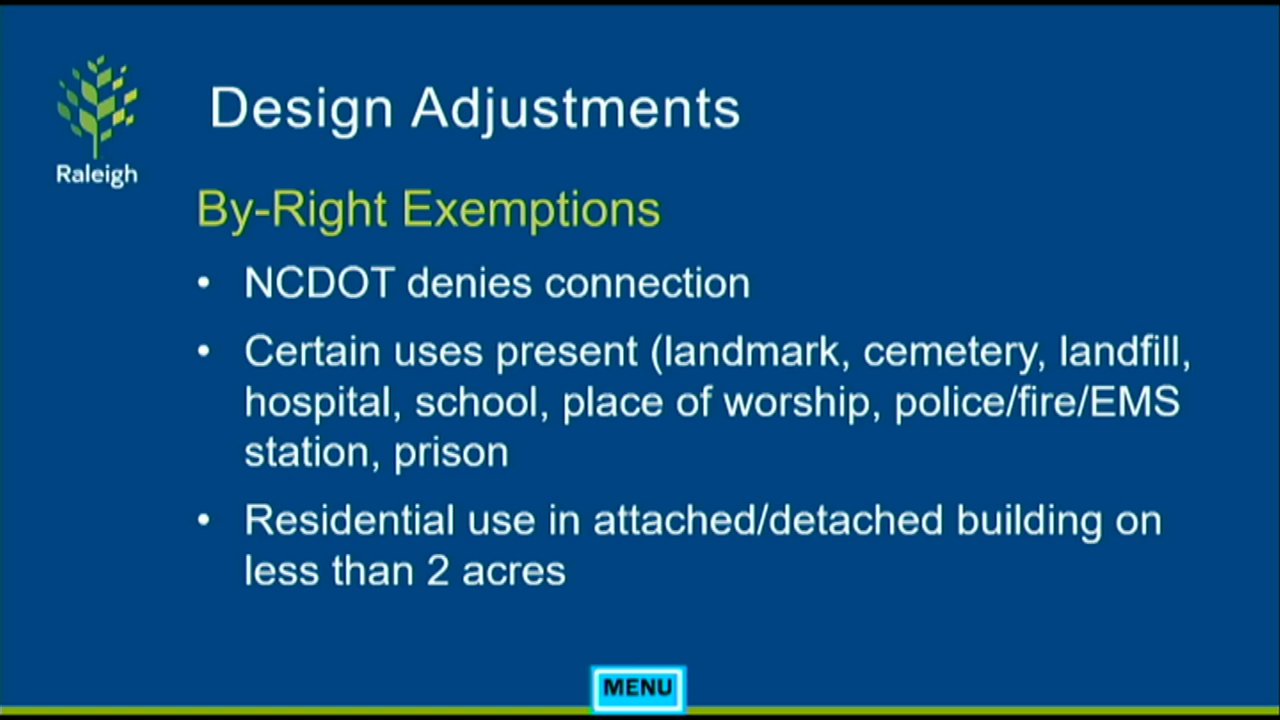 Design Adjustments
Raleigh
By-Right Exemptions
• NCDOT denies connection
• Certain uses present (landmark, cemetery, landfill,
hospital, school, place of worship, police/fire/EMS
station, prison
• Residential use in attached/detached building on
less than 2 acres
MENU